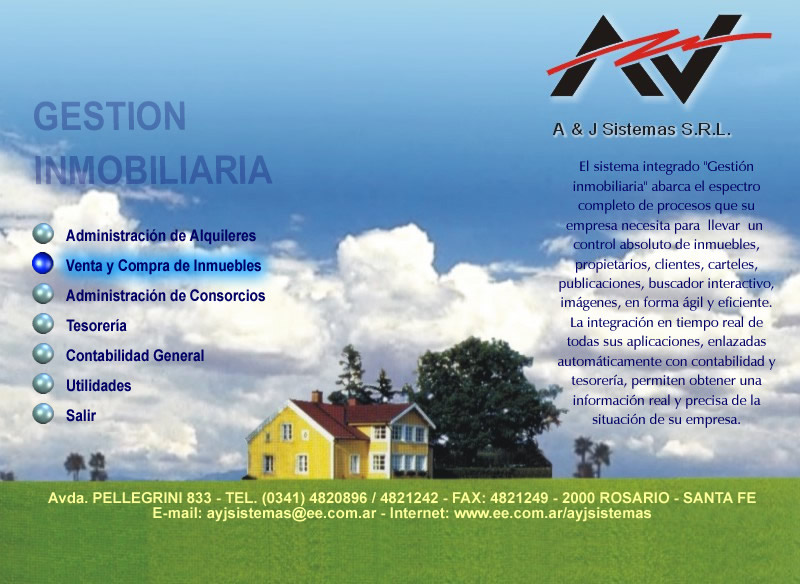 GESTION
INMOBILIARIA
Administración de Alquileres
Venta y Compra de Inmuebles
Administración de Consorcios
Tesorería
Contabilidad General
Utilidades
Salir
A & J Sistemas S.R.L.
El sistema integrado "Gestión
inmobiliaria" abarca el espectro
completo de procesos que su
empresa necesita para llevar un
control absoluto de inmuebles,
propietarios, clientes, carteles,
publicaciones, buscador interactivo,
imágenes, en forma ágil y eficiente.
La integración en tiempo real de
todas sus aplicaciones, enlazadas
automáticamente con contabilidad y
tesorería, permiten obtener una
información real y precisa de la
situación de su empresa.
Avda. PELLEGRINI 833 - TEL. (0341) 4820896 / 4821242 - FAX: 4821249 - 2000 ROSARIO - SANTA FE
E-mail: ayjsistemas@ee.com.ar - Internet: www.ee.com.ar/ayjsistemas